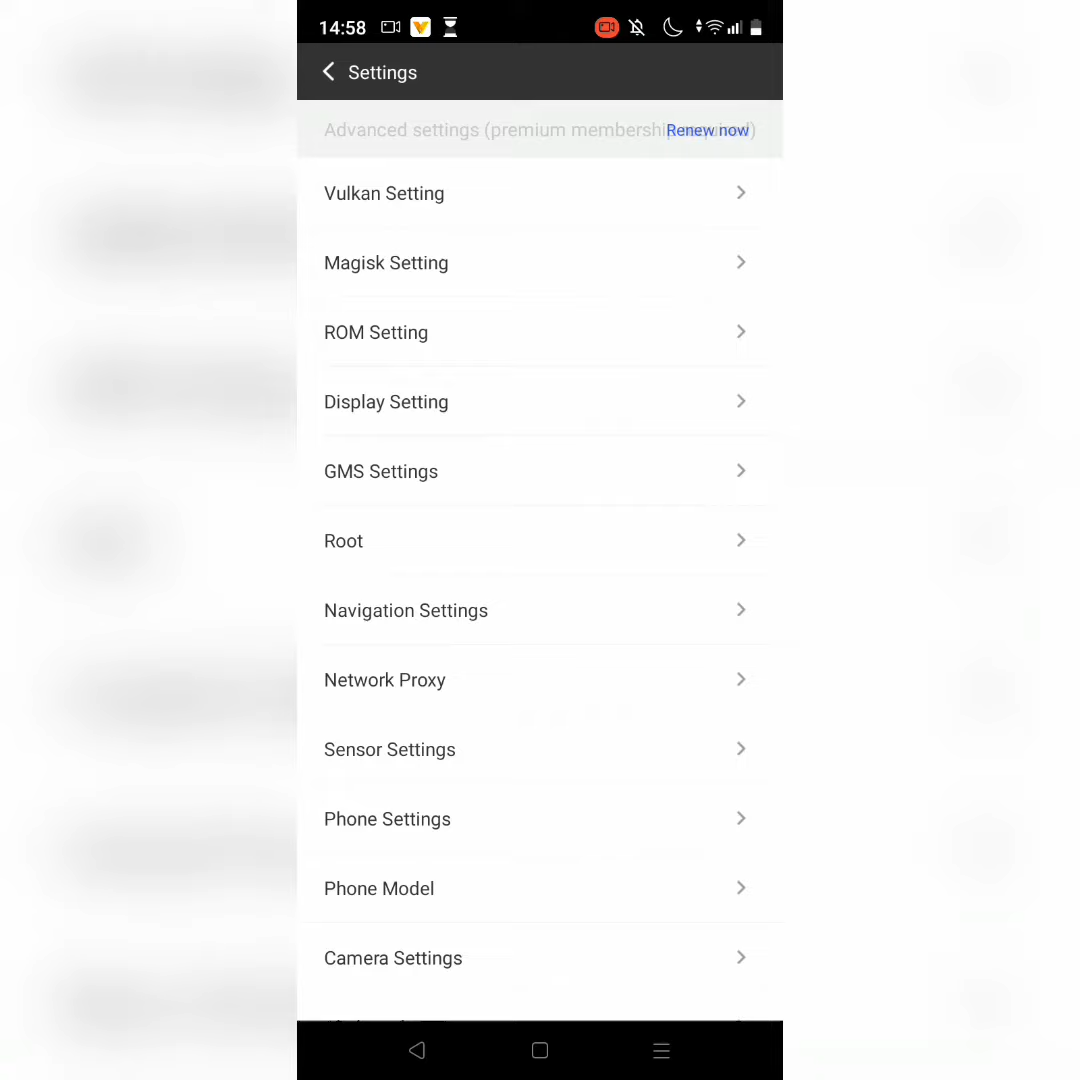 14:58
Settings
Advanced settings (premium membership required) Renew now
Vulkan Setting
Magisk Setting
ROM Setting
Display Setting
GMS Settings
Root
Navigation Settings
Network Proxy
Sensor Settings
Phone Settings
Phone Model
Camera Settings